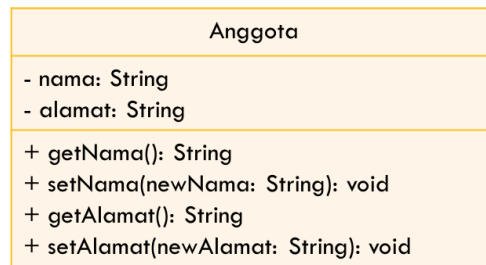 Anggota
- nama: String
- alamat: String
+ getNama(): String
+ setNama(newNama: String): void
+ getAlamat(): String
+ setAlamat(newAlamat: String): void